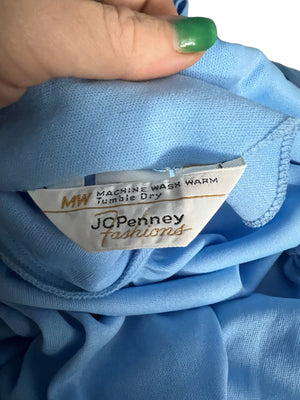 MW MACHINE WASH WARM
Tumble Dry
JCPenney
fashions